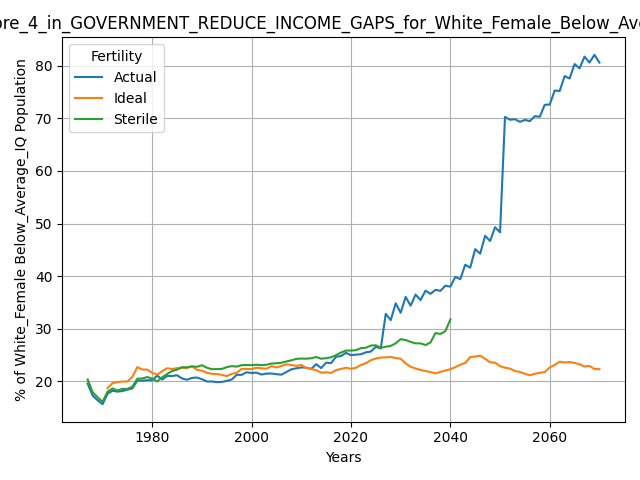 ore_4_in_GOVERNMENT_REDUCE_INCOME_GAPS_for_White_Female_Below_Ave
% of White_Female Below_Average_IQ Population
Fertility
Actual
Ideal
Sterile
80
70
60
50
40
30
20
1980
2000
2020
2040
2060
Years